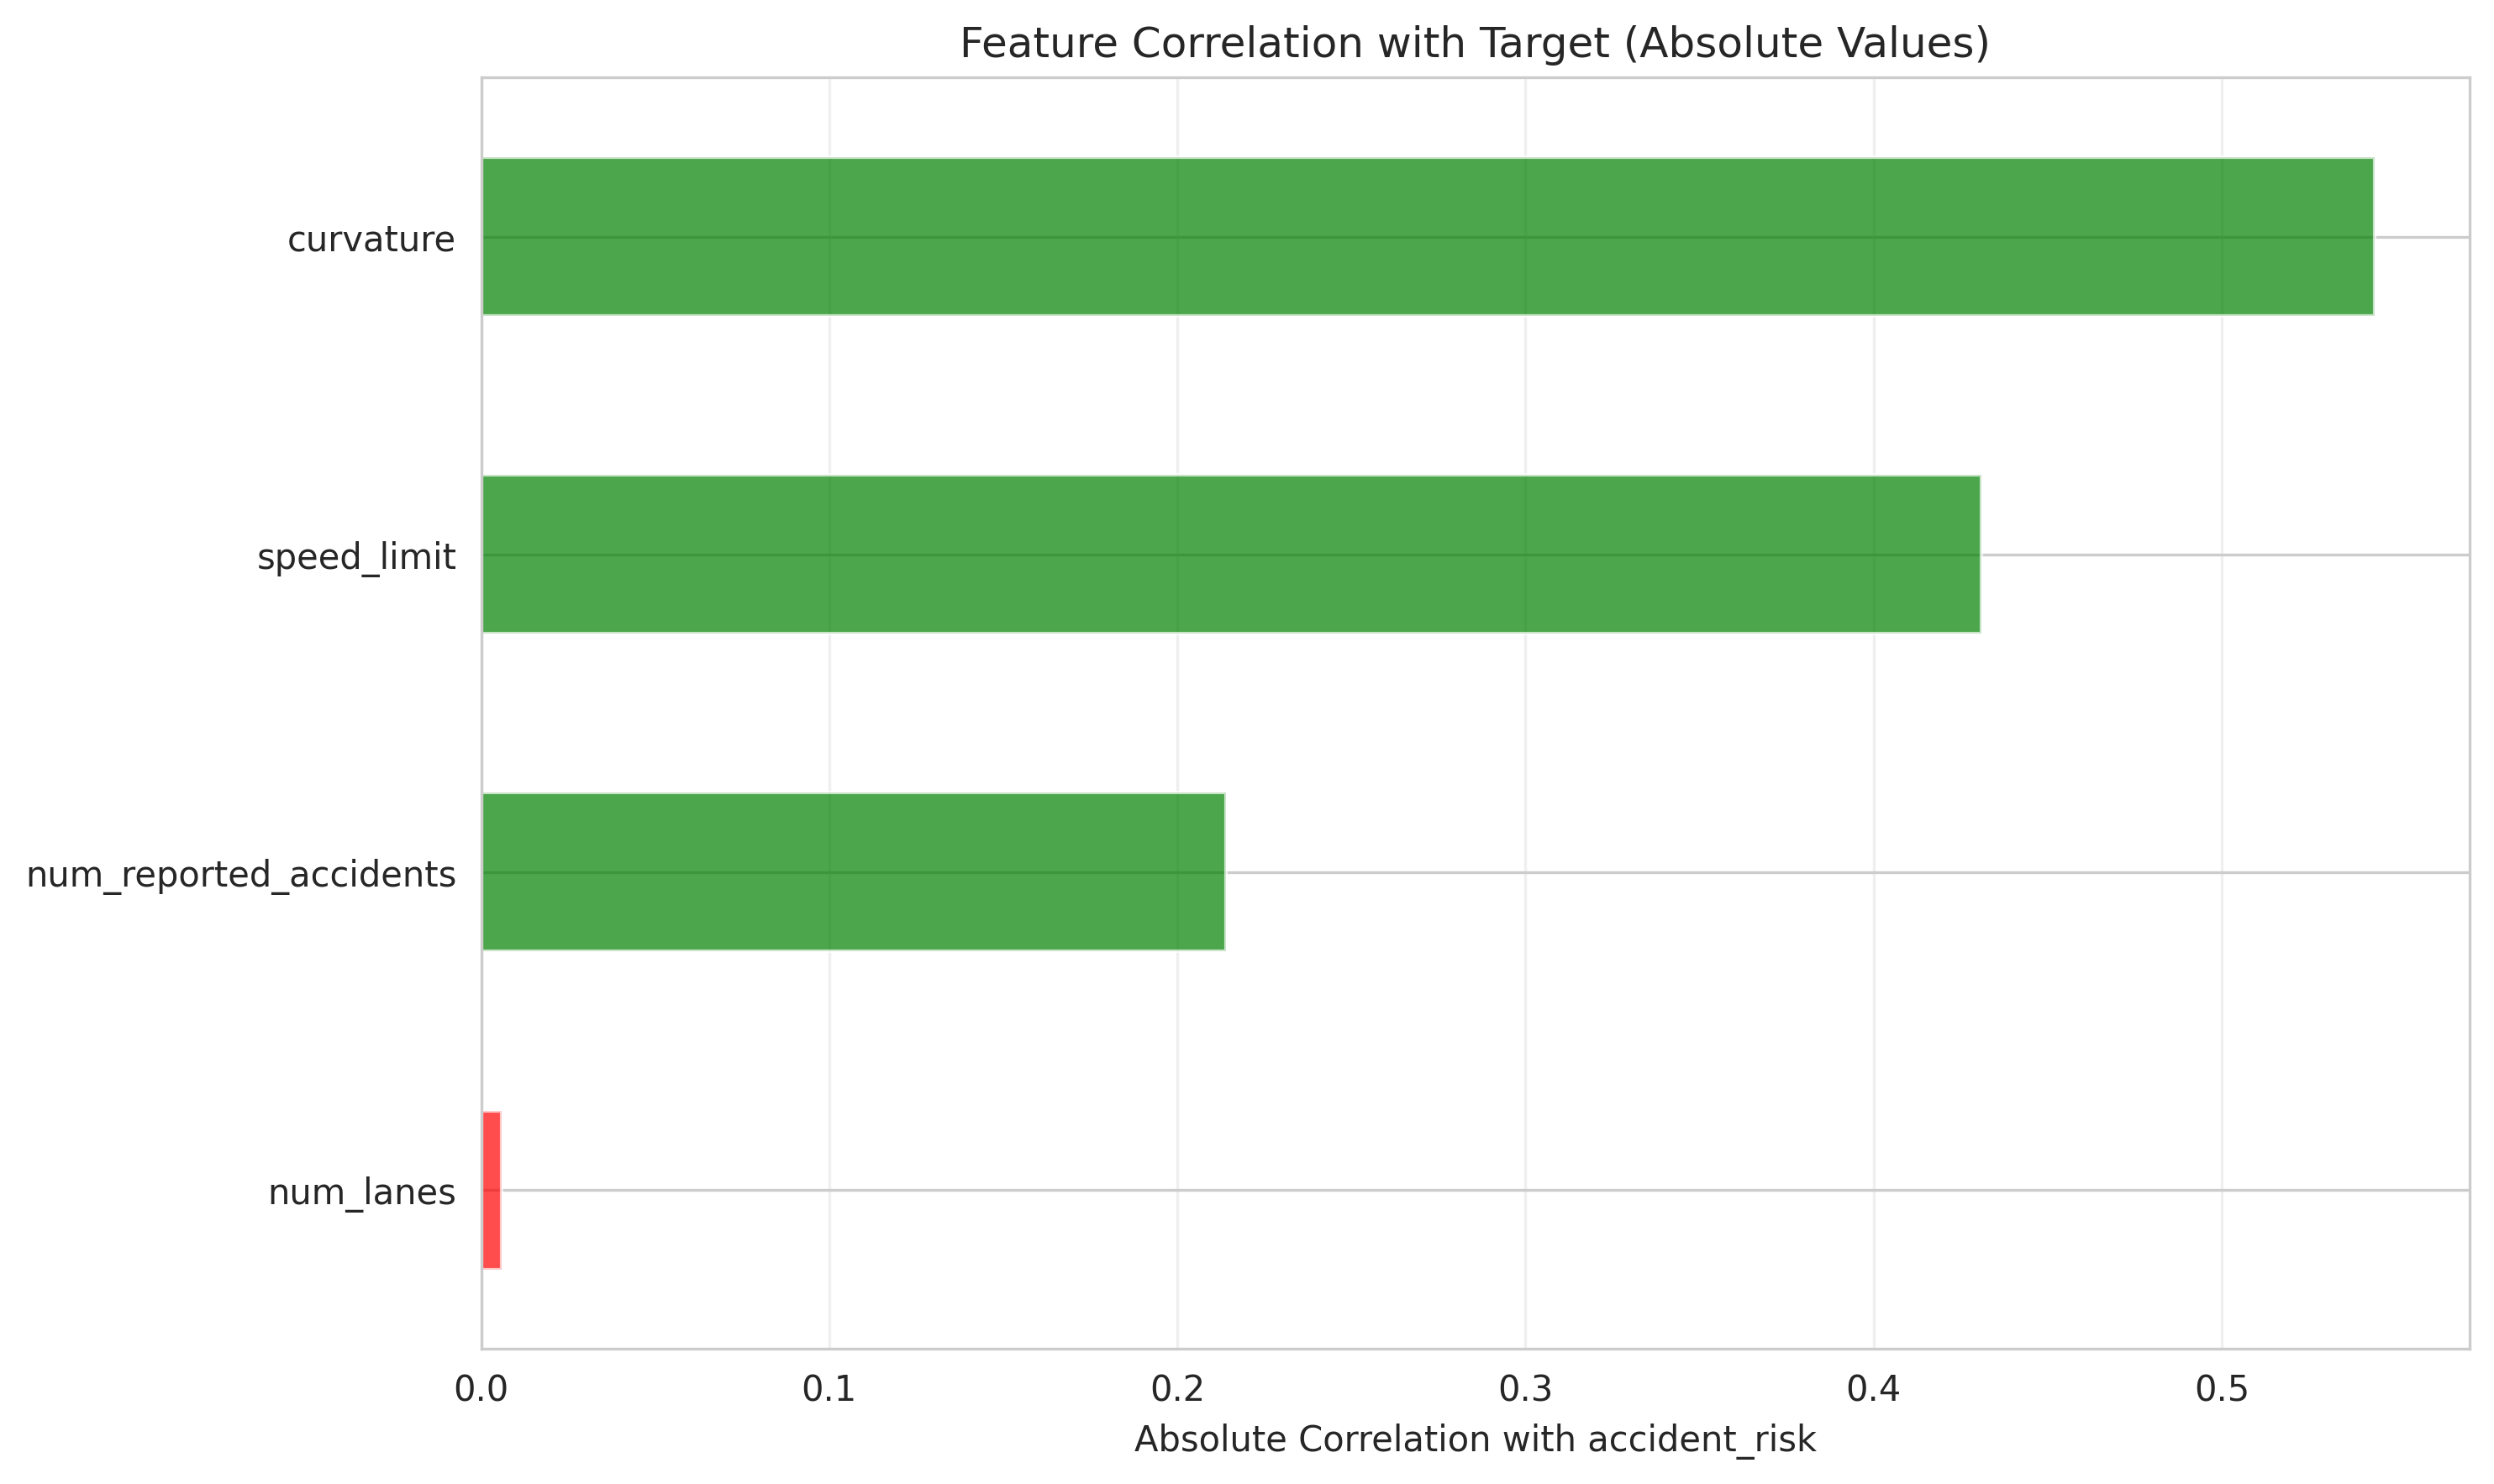 Feature Correlation with Target (Absolute Values)
curvature
speed_limit
num_reported_accidents
num_lanes
0.0 0.1 0.2 0.3 0.4 0.5
Absolute Correlation with accident_risk